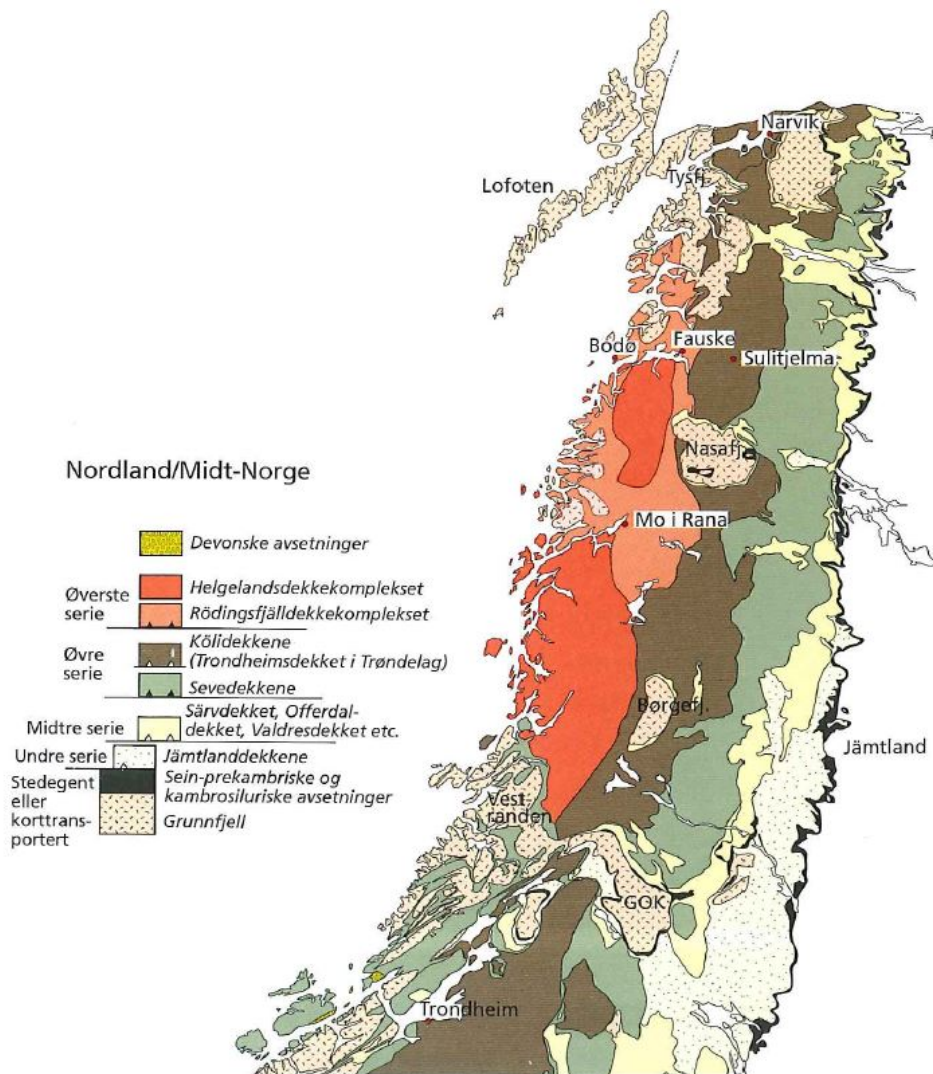 Narvik
Lofoten
Tysfj.
Bodø
Fauske
Sulitjelma
Nordland/Midt-Norge
Nasafj.
Mo i Rana
Devonske avsetninger
Øverste serie
Helgelandsdekkekomplekset
Rödingsfjälldekkekomplekset
Øvre serie
Kölidekkene
(Trondheimsdekket i Trøndelag)
Sevedekkene
Midtre serie
Särvdekket, Offerdal-
dekket, Valdresdekket etc.
Undre serie
Jämtlanddekkene
Stedegent
eller
korttrans-
portert
Sein-prekambriske og
kambrosiluriske avsetninger
Grunnfjell
Børgefj.
Jämtland
Vest-
randen
GOK
Trondheim